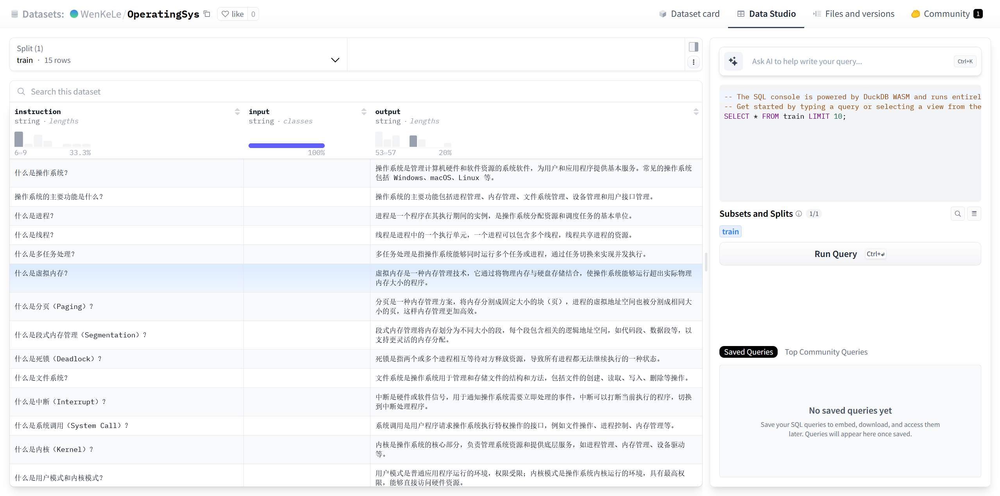 Datasets: WenKeLe/OperatingSys like 0
Dataset card Data Studio Files and versions Community 1
Split (1)
train · 15 rows
Search this dataset
instruction
string · lengths
6↔9 33.3%
input
string · classes
100%
output
string · lengths
53↔57 20%
什么是操作系统？
操作系统是管理计算机硬件和软件资源的系统软件，为用户和应用程序提供基本服务。常见的操作系统
包括 Windows、macOS、Linux 等。
操作系统的主要功能是什么？
操作系统的主要功能包括进程管理、内存管理、文件系统管理、设备管理和用户接口管理。
什么是进程？
进程是一个程序在其执行期间的实例，是操作系统分配资源和调度任务的基本单位。
什么是线程？
线程是进程中的一个执行单元，一个进程可以包含多个线程，线程共享进程的资源。
什么是多任务处理？
多任务处理是指操作系统能够同时运行多个任务或进程，通过任务切换来实现并发执行。
什么是虚拟内存？
虚拟内存是一种内存管理技术，它通过将物理内存与硬盘存储结合，使操作系统能够运行超出实际物理
内存大小的程序。
什么是分页（Paging）？
分页是一种内存管理方案，将内存分割成固定大小的块（页），进程的虚拟地址空间也被分割成相同大
小的页，这样内存管理更加高效。
什么是段式内存管理（Segmentation）？
段式内存管理将内存划分为不同大小的段，每个段包含相关的逻辑地址空间，如代码段、数据段等，以
支持更灵活的内存分配。
什么是死锁（Deadlock）？
死锁是指两个或多个进程相互等待对方释放资源，导致所有进程都无法继续执行的一种状态。
什么是文件系统？
文件系统是操作系统用于管理和存储文件的结构和方法，包括文件的创建、读取、写入、删除等操作。
什么是中断（Interrupt）？
中断是硬件或软件信号，用于通知操作系统需要立即处理的事件，中断可以打断当前执行的程序，切换
到中断处理程序。
什么是系统调用（System Call）？
系统调用是用户程序请求操作系统执行特权操作的接口，例如文件操作、进程控制、内存管理等。
什么是内核（Kernel）？
内核是操作系统的核心部分，负责管理系统资源和提供底层服务，如进程管理、内存管理、设备驱动
等。
什么是用户模式和内核模式？
用户模式是普通应用程序运行的环境，权限受限；内核模式是操作系统内核运行的环境，具有最高权
限，能够直接访问硬件资源。
Ask AI to help write your query... Ctrl+K
-- The SQL console is powered by DuckDB WASM and runs entirel
-- Get started by typing a query or selecting a view from the
SELECT * FROM train LIMIT 10;
Subsets and Splits 1/1
train
Run Query Ctrl+↲
Saved Queries Top Community Queries
No saved queries yet
Save your SQL queries to embed, download, and access them
later. Queries will appear here once saved.